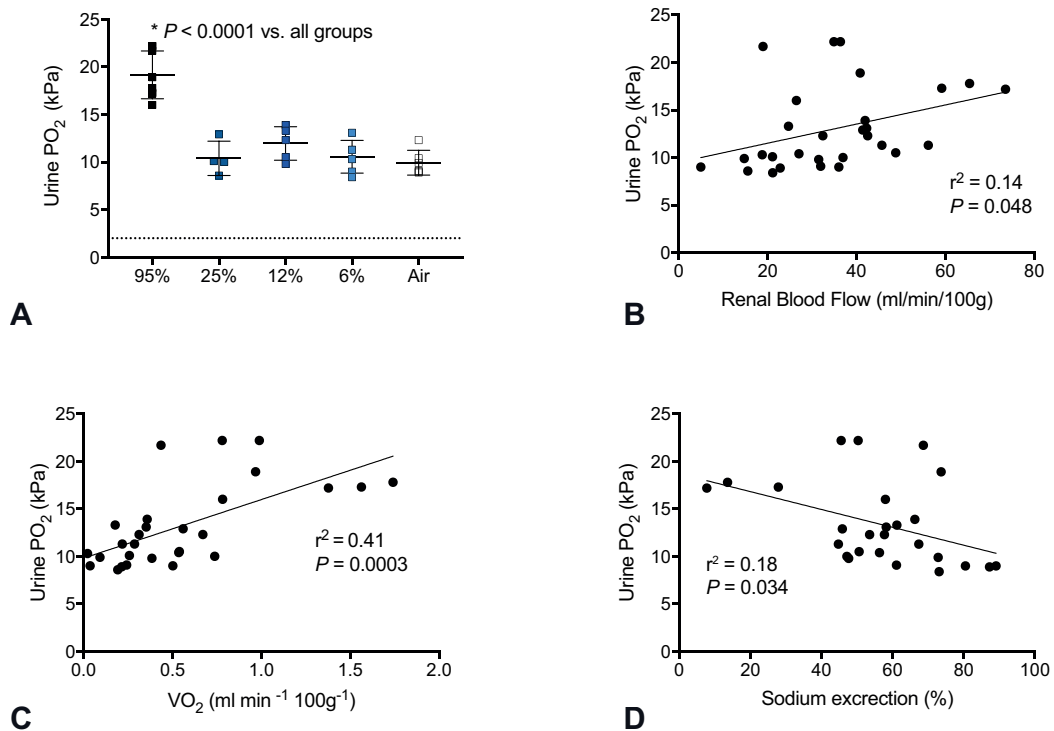 * P < 0.0001 vs. all groups
Urine PO2 (kPa)
25
20
15
10
5
0
95% 25% 12% 6% Air
A
Urine PO2 (kPa)
25
20
15
10
5
0
r2 = 0.14
P = 0.048
0 20 40 60 80
Renal Blood Flow (ml/min/100g)
B
Urine PO2 (kPa)
25
20
15
10
5
0
r2 = 0.41
P = 0.0003
0.0 0.5 1.0 1.5 2.0
VO2 (ml min -1 100g-1)
C
Urine PO2 (kPa)
25
20
15
10
5
0
r2 = 0.18
P = 0.034
0 20 40 60 80 100
Sodium excrection (%)
D